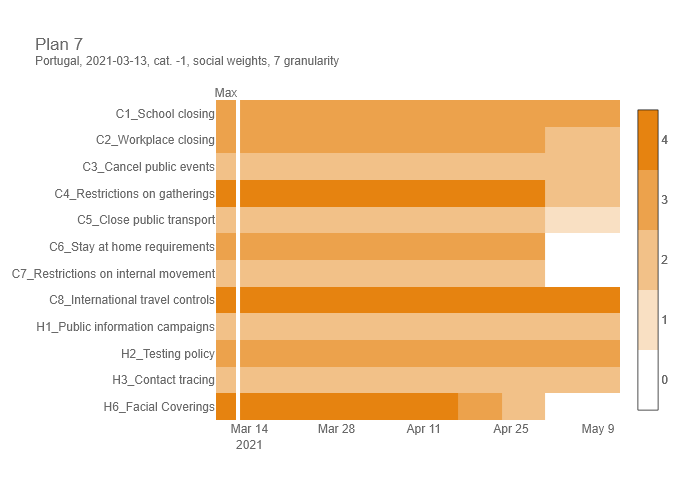 Plan 7
Portugal, 2021-03-13, cat. -1, social weights, 7 granularity
Max
C1_School closing
C2_Workplace closing
C3_Cancel public events
C4_Restrictions on gatherings
C5_Close public transport
C6_Stay at home requirements
C7_Restrictions on internal movement
C8_International travel controls
H1_Public information campaigns
H2_Testing policy
H3_Contact tracing
H6_Facial Coverings
Mar 14 Mar 28 Apr 11 Apr 25 May 9
2021
4
3
2
1
0